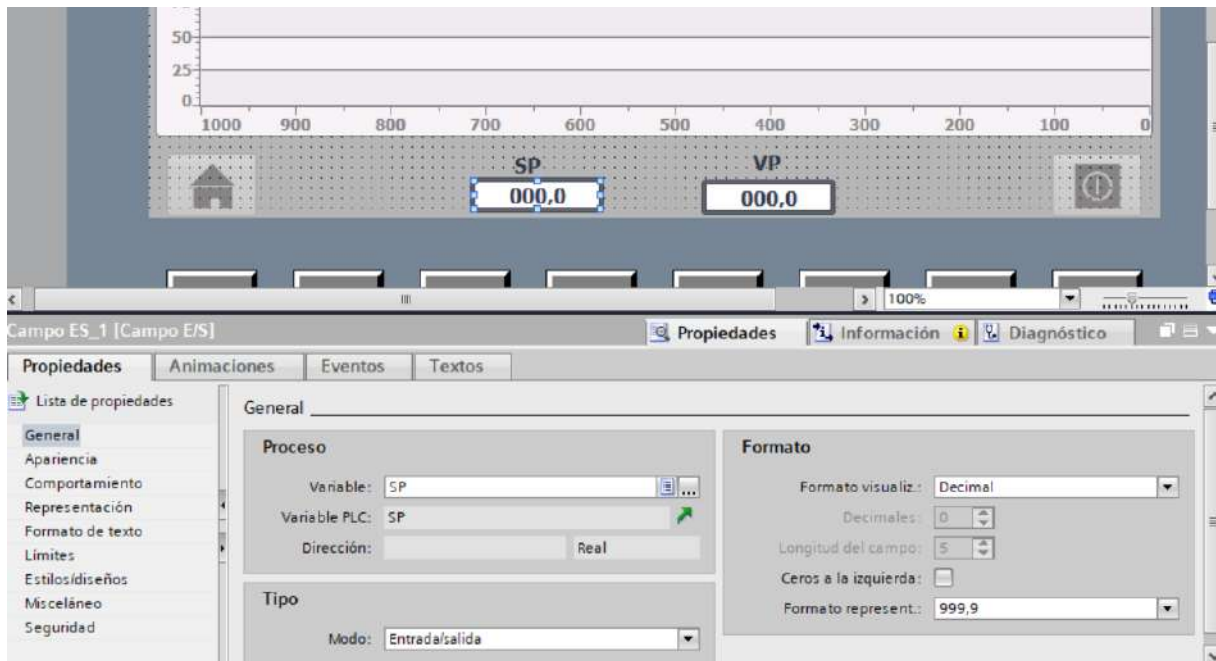 50
25
0
1000 900 800 700 600 500 400 300 200 100 0
SP VP
000,0 000,0
100%
Campo ES_1 [Campo E/S]
Propiedades Información Diagnóstico
Propiedades Animaciones Eventos Textos
Lista de propiedades
General
Apariencia
Comportamiento
Representación
Formato de texto
Límites
Estilos/diseños
Misceláneo
Seguridad
General
Proceso
Variable: SP
Variable PLC: SP
Dirección: Real
Tipo
Modo: Entrada/salida
Formato
Formato visualiz.: Decimal
Decimales: 0
Longitud del campo: 5
Ceros a la izquierda:
Formato represent.: 999,9